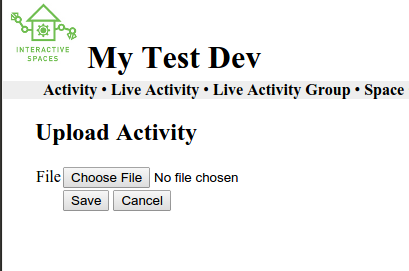 INTERACTIVE
SPACES
My Test Dev
Activity • Live Activity • Live Activity Group • Space
Upload Activity
File Choose File No file chosen
Save Cancel